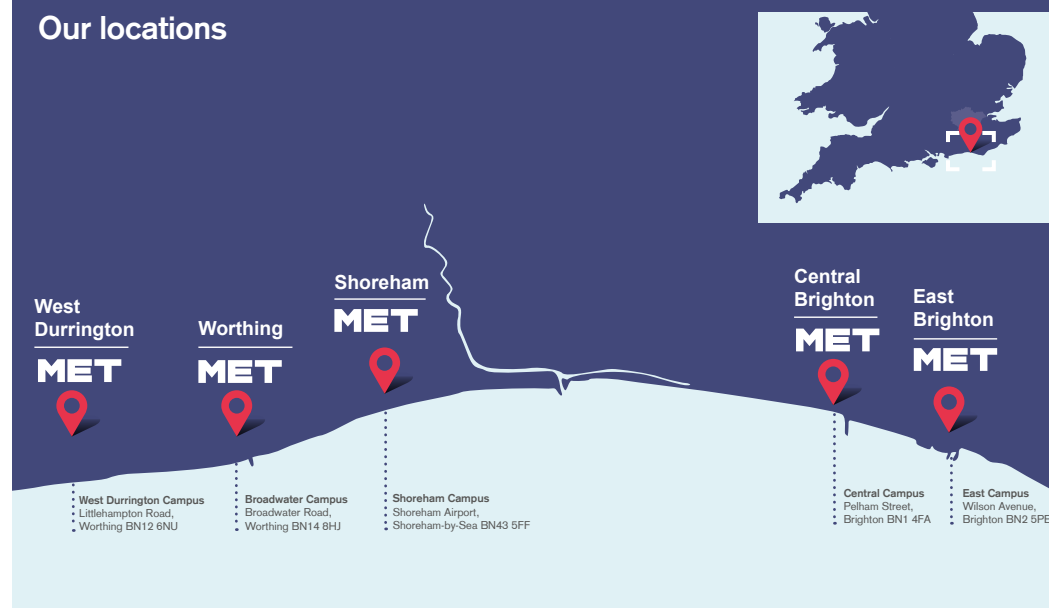 Our locations
West
Durrington
MET
Worthing
MET
Shoreham
MET
Central
Brighton
MET
East
Brighton
MET
West Durrington Campus
Littlehampton Road,
Worthing BN12 6NU
Broadwater Campus
Broadwater Road,
Worthing BN14 8HJ
Shoreham Campus
Shoreham Airport,
Shoreham-by-Sea BN43 5FF
Central Campus
Pelham Street,
Brighton BN1 4FA
East Campus
Wilson Avenue,
Brighton BN2 5PB